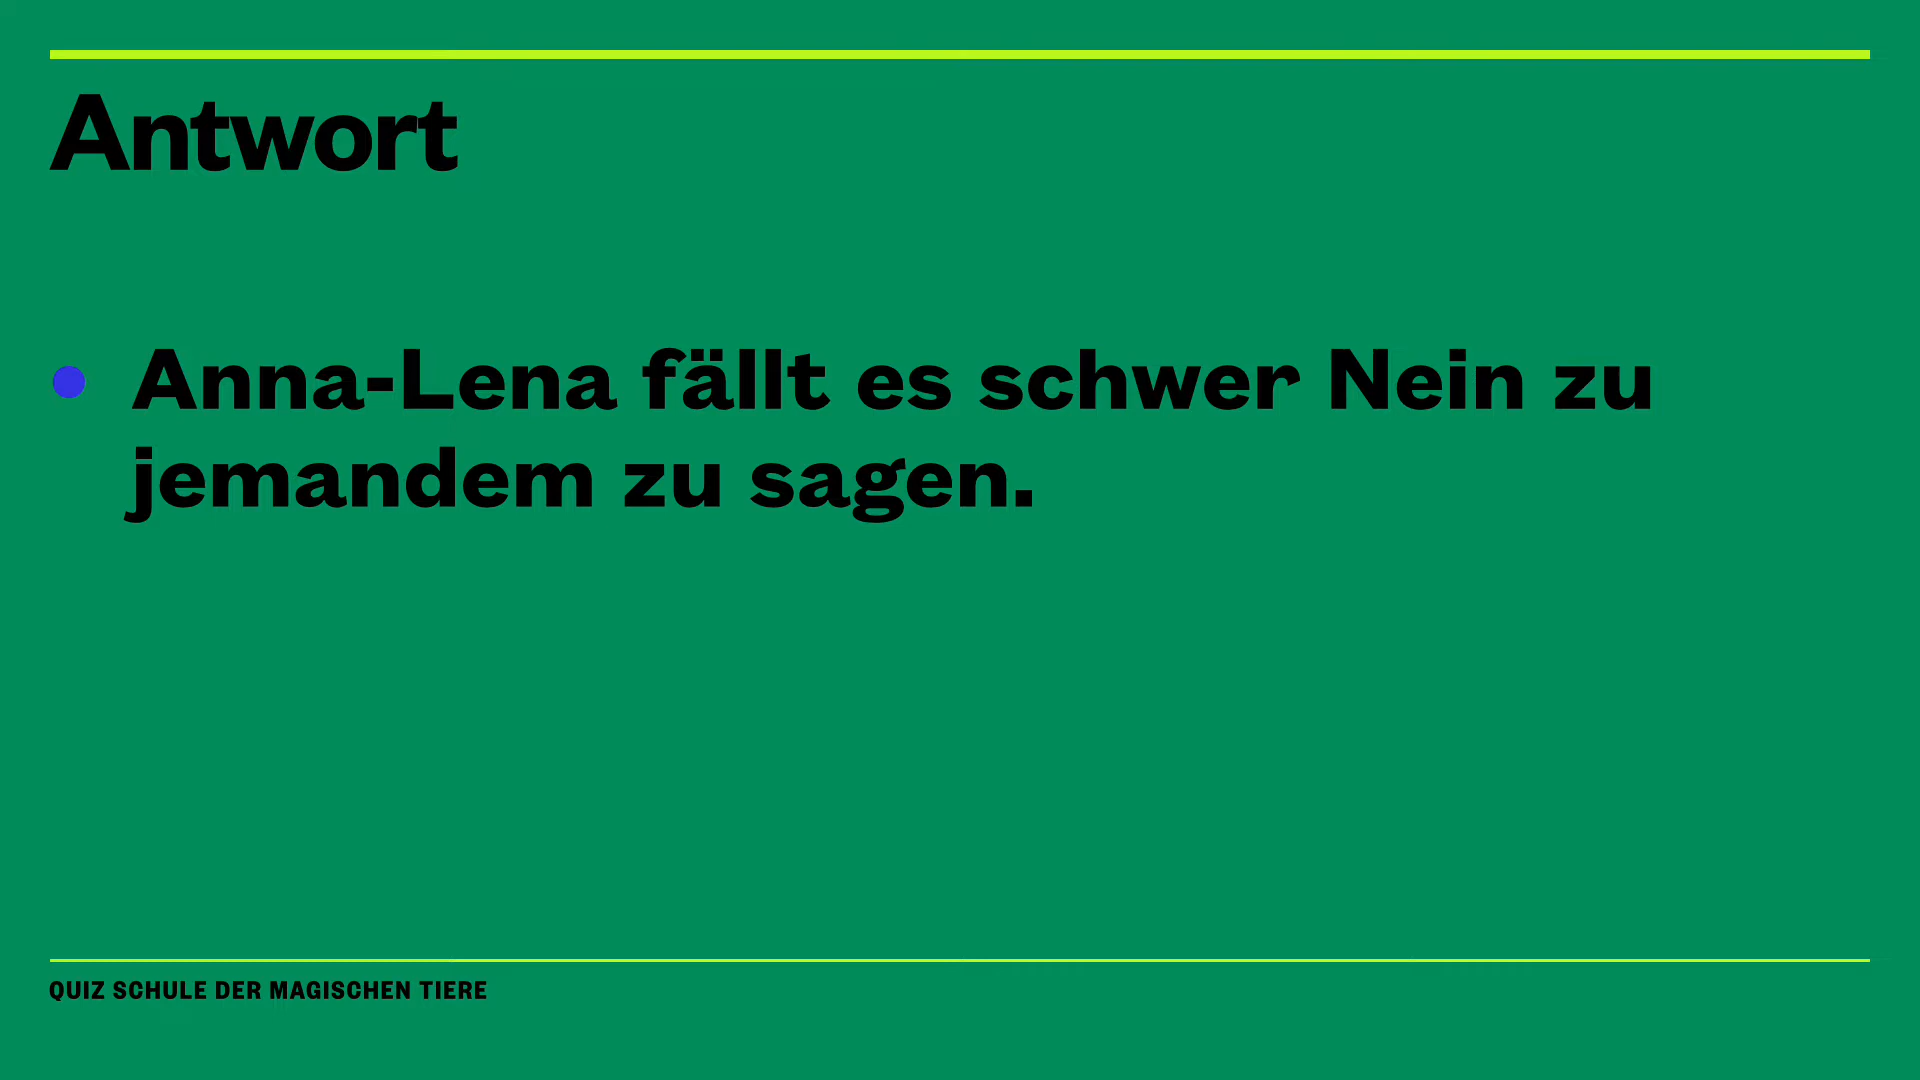 Antwort
• Anna-Lena fällt es schwer Nein zu
jemandem zu sagen.
QUIZ SCHULE DER MAGISCHEN TIERE